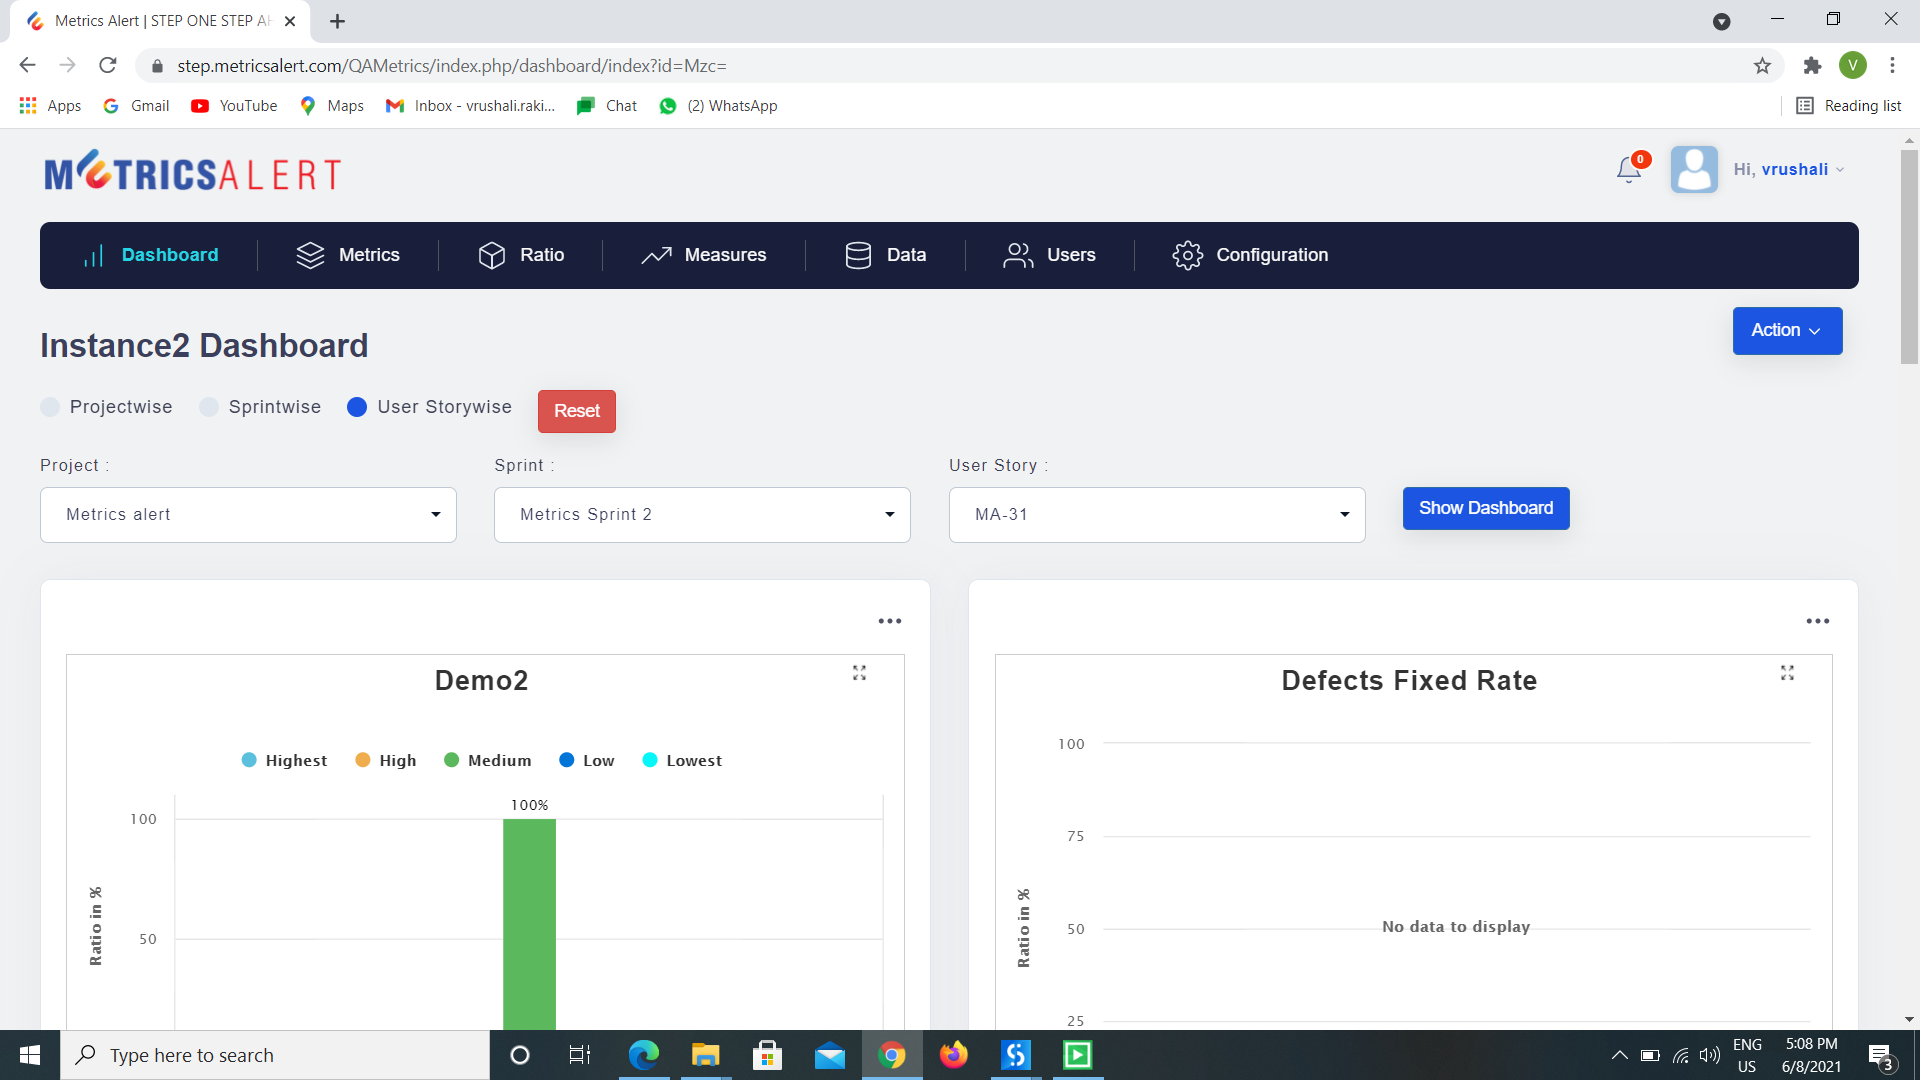 Metrics Alert | STEP ONE STEP AH
step.metricsalert.com/QAMetrics/index.php/dashboard/index?id=Mzc=
V
Apps
Gmail
YouTube
Maps
Inbox - vrushali.raki...
Chat
(2) WhatsApp
Reading list
METRICSALERT
0
Hi, vrushali
Dashboard
Metrics
Ratio
Measures
Data
Users
Configuration
Instance2 Dashboard
Action
Projectwise
Sprintwise
User Storywise
Reset
Project :
Sprint :
User Story :
Metrics alert
Metrics Sprint 2
MA-31
Show Dashboard
Demo2
Highest
High
Medium
Low
Lowest
100%
100
50
Ratio in %
Defects Fixed Rate
100
75
50
25
Ratio in %
No data to display
Type here to search
ENG
US
5:08 PM
6/8/2021
3